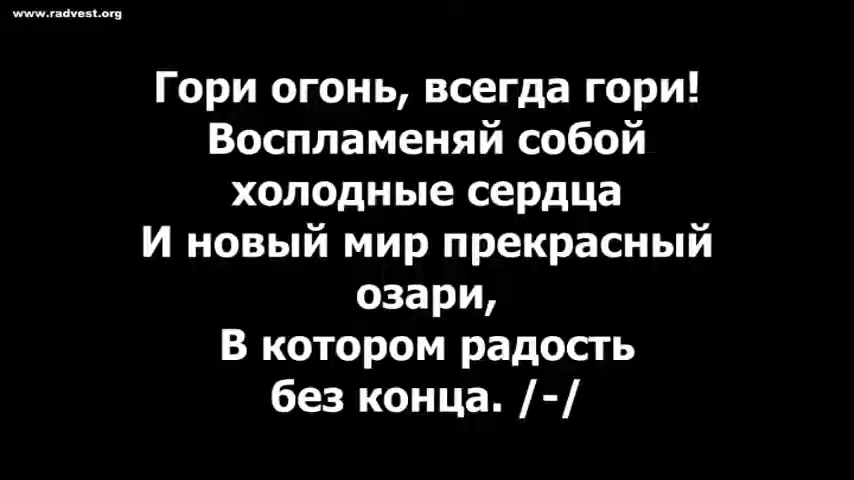 www.radvest.org
Гори огонь, всегда гори!
Воспламеняй собой
холодные сердца
И новый мир прекрасный
озари,
В котором радость
без конца. /-/